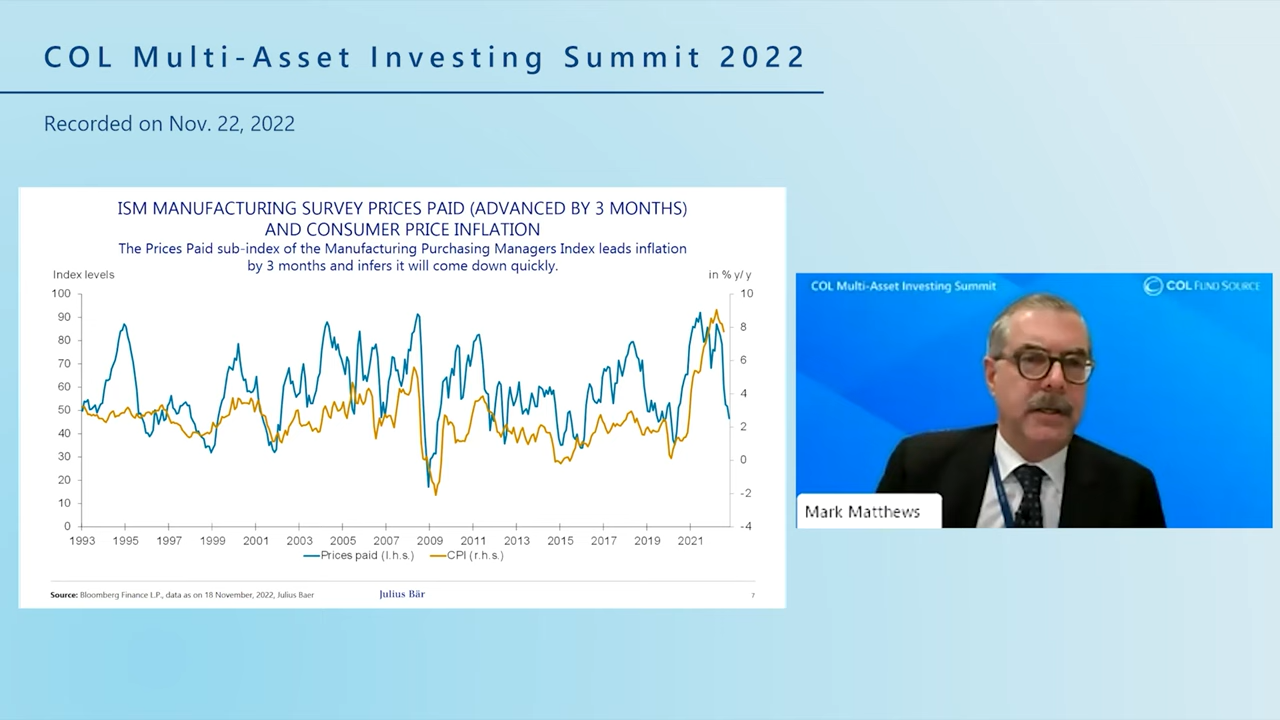 COL Multi-Asset Investing Summit 2022
Recorded on Nov. 22, 2022
ISM MANUFACTURING SURVEY PRICES PAID (ADVANCED BY 3 MONTHS)
AND CONSUMER PRICE INFLATION
The Prices Paid sub-index of the Manufacturing Purchasing Managers Index leads inflation
by 3 months and infers it will come down quickly.
Index levels
in % y/y
100
90
80
70
60
50
40
30
20
10
0
10
8
6
4
2
0
-2
-4
1993 1995 1997 1999 2001 2003 2005 2007 2009 2011 2013 2015 2017 2019 2021
Prices paid (l.h.s.) CPI (r.h.s.)
Source: Bloomberg Finance L.P., data as on 18 November, 2022, Julius Baer
Julius Bär
7
COL Multi-Asset Investing Summit
COL FUND SOURCE
Mark Matthews